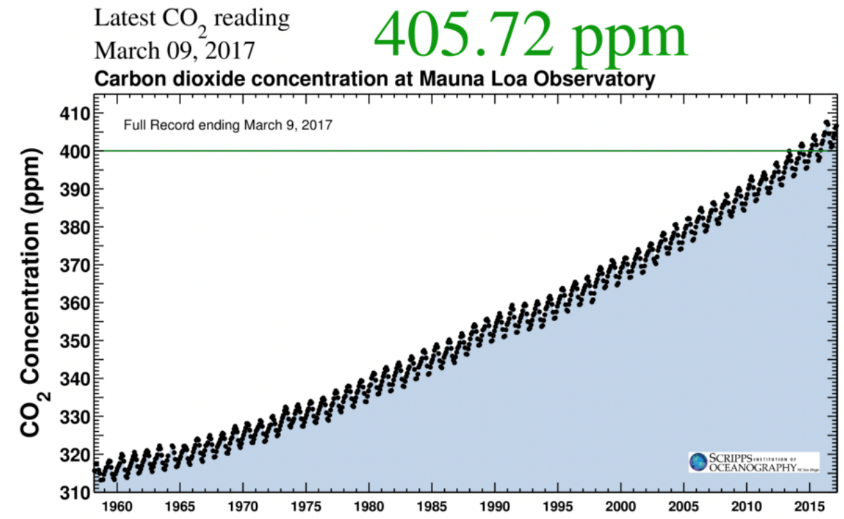 Latest CO2 reading
March 09, 2017
405.72 ppm
Carbon dioxide concentration at Mauna Loa Observatory
Full Record ending March 9, 2017
CO2 Concentration (ppm)
410
400
390
380
370
360
350
340
330
320
310
1960 1965 1970 1975 1980 1985 1990 1995 2000 2005 2010 2015
SCRIPPS INSTITUTION OF
OCEANOGRAPHY